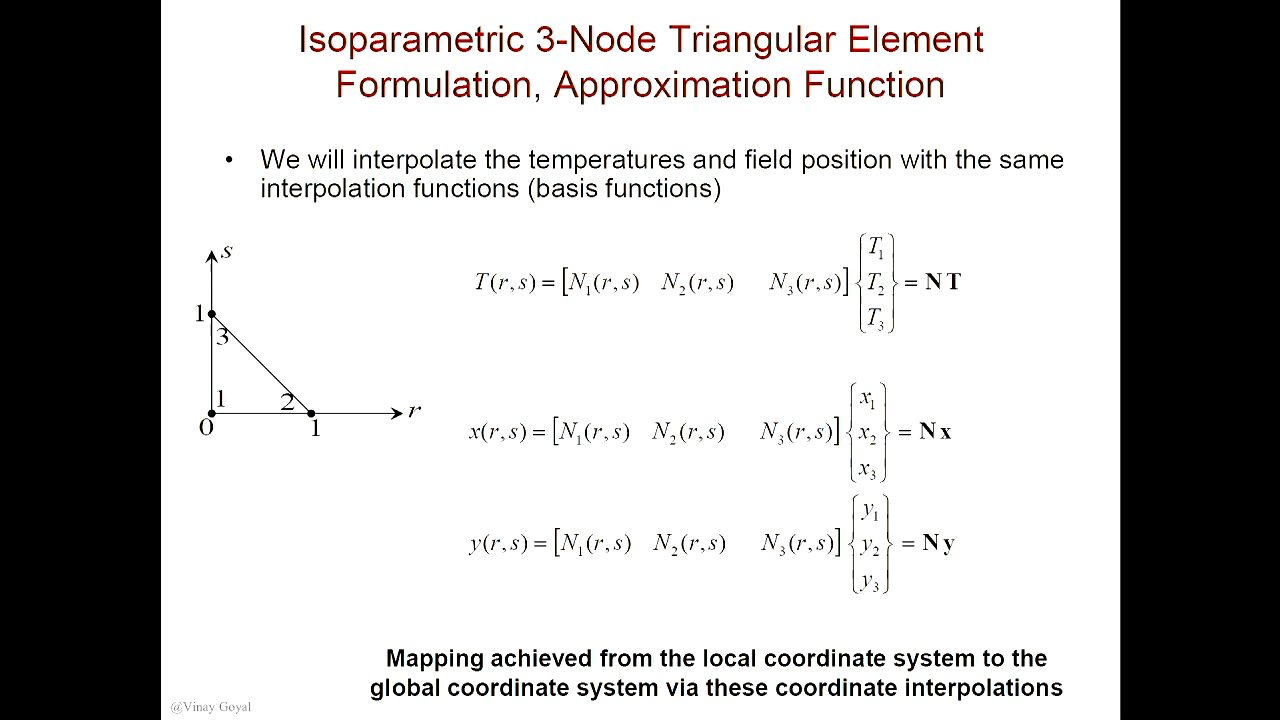 Isoparametric 3-Node Triangular Element
Formulation, Approximation Function
• We will interpolate the temperatures and field position with the same
interpolation functions (basis functions)
s
1
3
1
2
0
1
r
T(r,s) = [N₁(r,s) N₂(r,s) N₃(r,s)] {T₁ T₂ T₃} = N T
x(r,s) = [N₁(r,s) N₂(r,s) N₃(r,s)] {x₁ x₂ x₃} = N x
y(r,s) = [N₁(r,s) N₂(r,s) N₃(r,s)] {y₁ y₂ y₃} = N y
Mapping achieved from the local coordinate system to the
global coordinate system via these coordinate interpolations
@Vinay Goyal